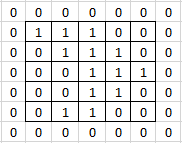 0 0 0 0 0 0 0
0 1 1 1 0 0 0
0 0 1 1 1 0 0
0 0 0 1 1 1 0
0 0 0 1 1 0 0
0 0 1 1 0 0 0
0 0 0 0 0 0 0